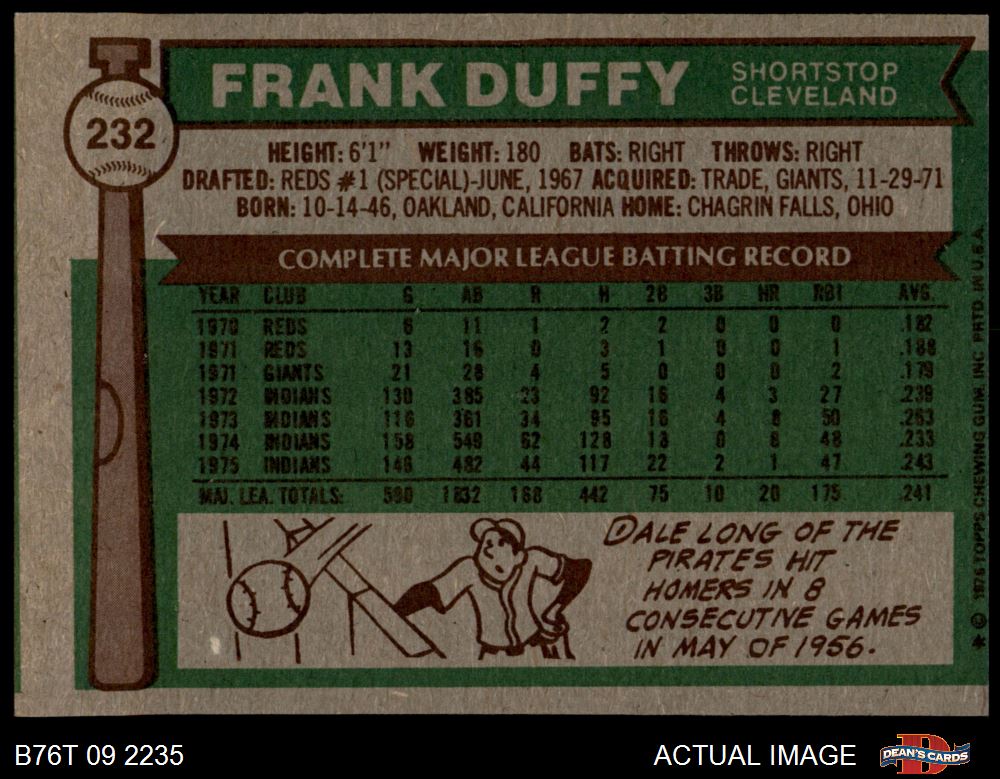 232
FRANK DUFFY
SHORTSTOP
CLEVELAND
HEIGHT: 6'1" WEIGHT: 180 BATS: RIGHT THROWS: RIGHT
DRAFTED: REDS #1 (SPECIAL)-JUNE, 1967 ACQUIRED: TRADE, GIANTS, 11-29-71
BORN: 10-14-46, OAKLAND, CALIFORNIA HOME: CHAGRIN FALLS, OHIO
COMPLETE MAJOR LEAGUE BATTING RECORD
YEAR CLUB G AB R H 2B 3B HR RBI AVG.
1970 REDS 6 11 1 2 2 0 0 0 .182
1971 REDS 13 16 0 3 1 0 0 1 .188
1971 GIANTS 21 28 4 5 0 0 0 2 .179
1972 INDIANS 130 385 23 92 16 4 3 27 .239
1973 INDIANS 116 361 34 95 16 4 8 50 .263
1974 INDIANS 158 549 62 128 18 0 8 48 .233
1975 INDIANS 146 482 44 117 22 2 1 47 .243
MAJ. LEA. TOTALS: 590 1832 168 442 75 10 20 175 .241
DALE LONG OF THE
PIRATES HIT
HOMERS IN 8
CONSECUTIVE GAMES
IN MAY OF 1956.
* © 1976 TOPPS CHEWING GUM, INC. PRTD. IN U.S.A.
B76T 09 2235
ACTUAL IMAGE
DEAN'S CARDS